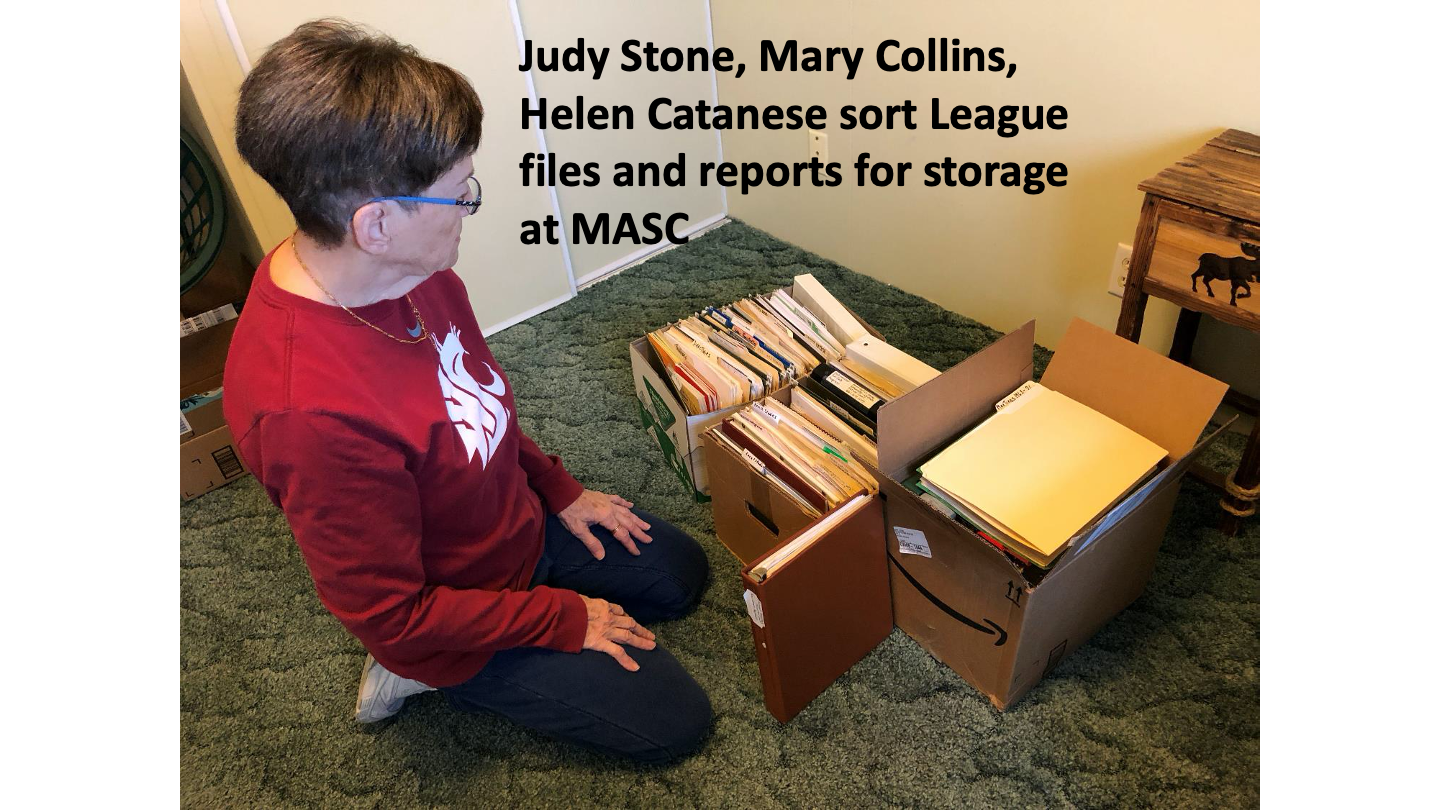 Judy Stone, Mary Collins,
Helen Catanese sort League
files and reports for storage
at MASC